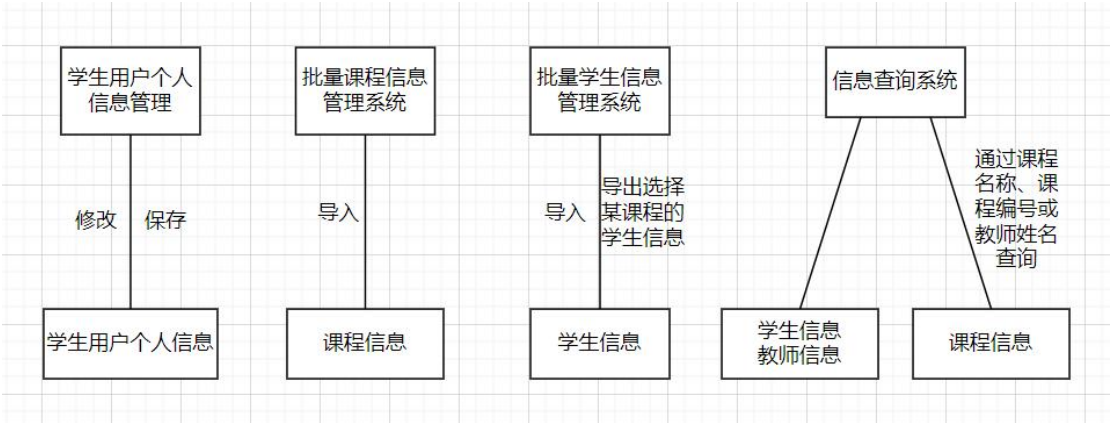 学生用户个人
信息管理
批量课程信息
管理系统
批量学生信息
管理系统
信息查询系统
修改
保存
导入
导入
导出选择
某课程的
学生信息
通过课程
名称、课
程编号或
教师姓名
查询
学生用户个人信息
课程信息
学生信息
学生信息
教师信息
课程信息